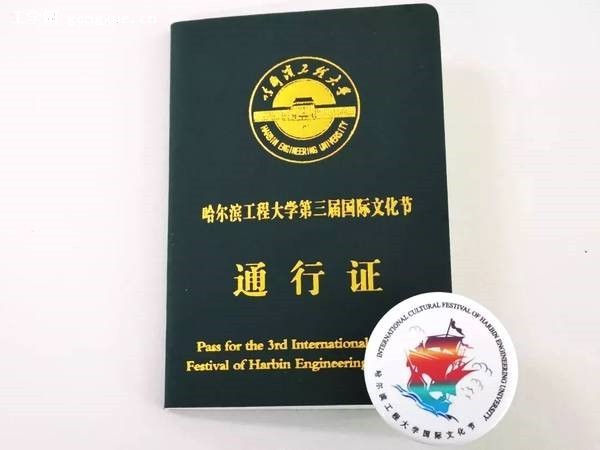 哈尔滨工程大学
HARBIN ENGINEERING UNIVERSITY
哈尔滨工程大学第三届国际文化节
通行证
Pass for the 3rd International
Festival of Harbin Engineering
INTERNATIONAL CULTURAL FESTIVAL OF HARBIN ENGINEERING UNIVERSITY
哈尔滨工程大学国际文化节